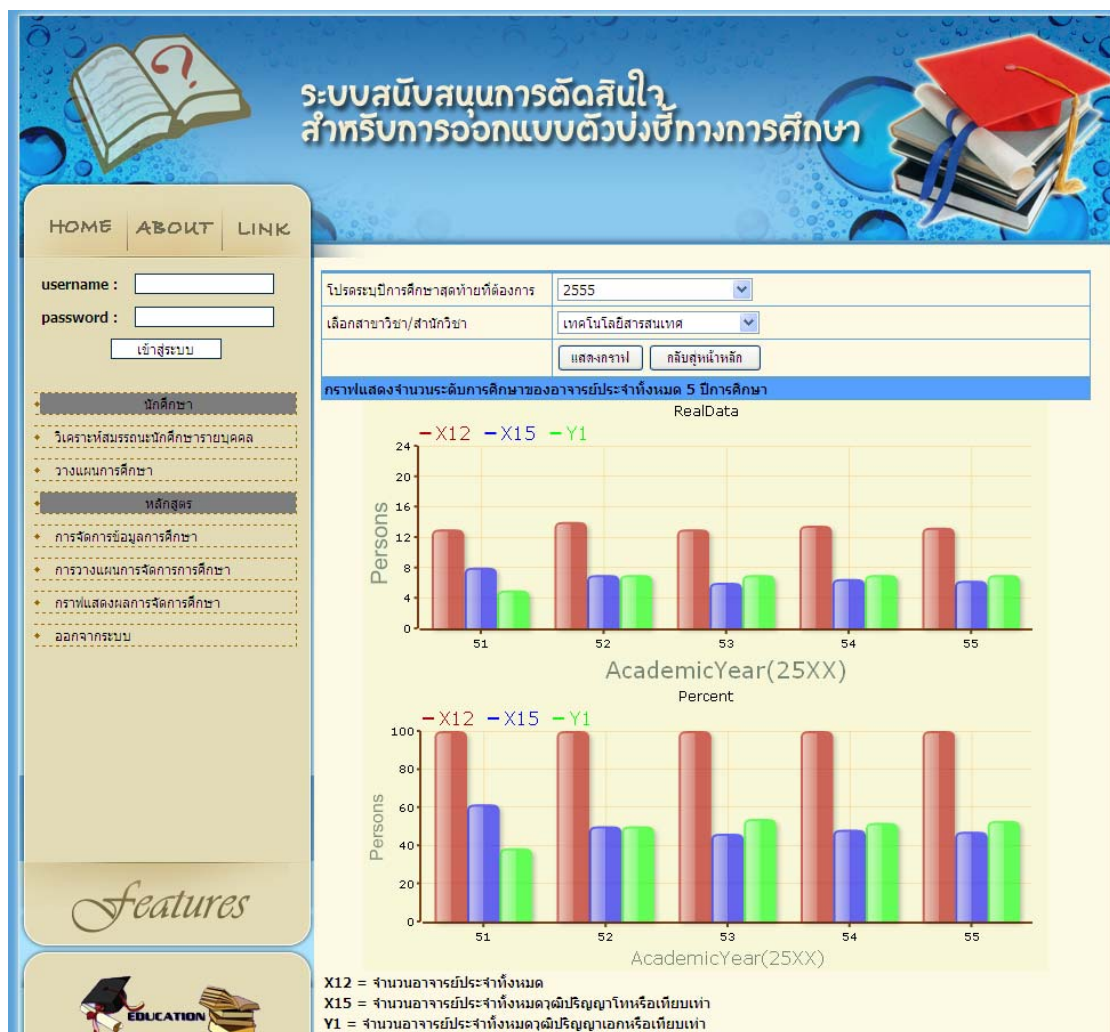 ระบบสนับสนุนการตัดสินใจ
สำหรับการออกแบบตัวบ่งชี้ทางการศึกษา
HOME ABOUT LINK
username :
password :
เข้าสู่ระบบ
นักศึกษา
วิเคราะห์สมรรถนะนักศึกษารายบุคคล
วางแผนการศึกษา
หลักสูตร
การจัดการข้อมูลการศึกษา
การวางแผนการจัดการการศึกษา
กราฟแสดงผลการจัดการศึกษา
ออกจากระบบ
Features
EDUCATION
โปรดระบุปีการศึกษาสุดท้ายที่ต้องการ 2555
เลือกสาขาวิชา/สำนักวิชา เทคโนโลยีสารสนเทศ
แสดงกราฟ กลับสู่หน้าหลัก
กราฟแสดงจำนวนระดับการศึกษาของอาจารย์ประจำทั้งหมด 5 ปีการศึกษา
RealData
X12 X15 Y1
24
20
16
12
8
4
0
Persons
51 52 53 54 55
AcademicYear(25XX)
Percent
X12 X15 Y1
100
80
60
40
20
0
Persons
51 52 53 54 55
AcademicYear(25XX)
X12 = จำนวนอาจารย์ประจำทั้งหมด
X15 = จำนวนอาจารย์ประจำทั้งหมดวุฒิปริญญาโทหรือเทียบเท่า
Y1 = จำนวนอาจารย์ประจำทั้งหมดวุฒิปริญญาเอกหรือเทียบเท่า